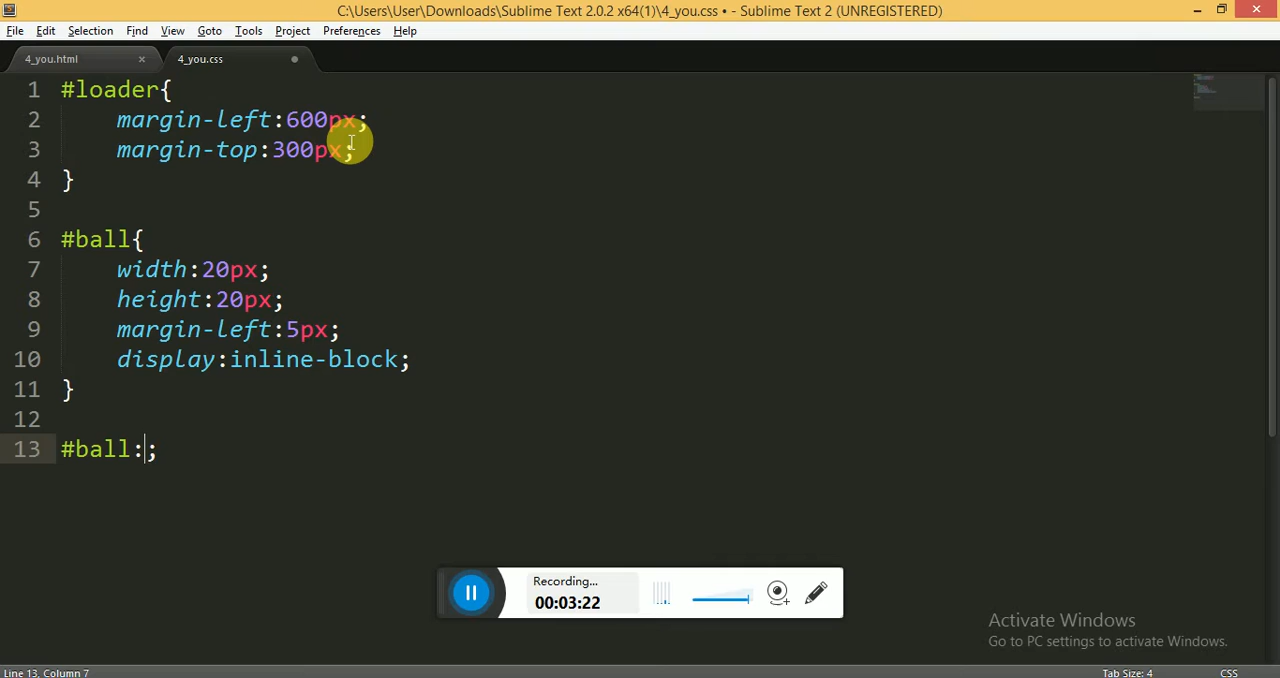 C:\Users\User\Downloads\Sublime Text 2.0.2 x64(1)\4_you.css • - Sublime Text 2 (UNREGISTERED)
File Edit Selection Find View Goto Tools Project Preferences Help
4_you.html × 4_you.css
1 #loader{
2 margin-left:600px;
3 margin-top:300px;
4 }
5
6 #ball{
7 width:20px;
8 height:20px;
9 margin-left:5px;
10 display:inline-block;
11 }
12
13 #ball:;
Recording...
00:03:22
Activate Windows
Go to PC settings to activate Windows.
Line 13, Column 7 Tab Size: 4 CSS